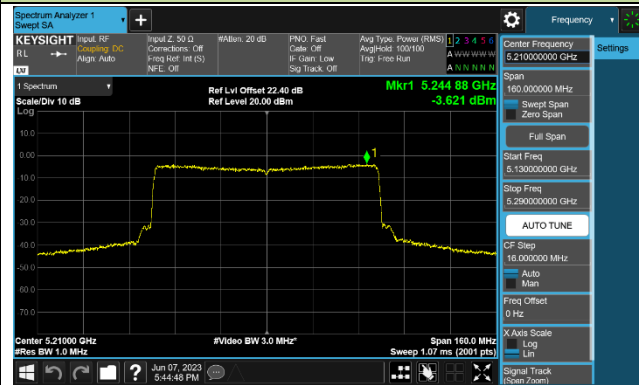 Spectrum Analyzer 1
Swept SA
Frequency
KEYSIGHT
RL
LXI
Input: RF
Coupling: DC
Align: Auto
Input Z: 50 Ω
Corrections: Off
Freq Ref: Int (S)
NFE: Off
#Atten: 20 dB
PNO: Fast
Gate: Off
IF Gain: Low
Sig Track: Off
Avg Type: Power (RMS)
Avg|Hold: 100/100
Trig: Free Run
1 2 3 4 5 6
A W W W W W
A N N N N N
Center Frequency
5.210000000 GHz
Settings
Span
160.000000 MHz
Swept Span
Zero Span
Full Span
Start Freq
5.130000000 GHz
Stop Freq
5.290000000 GHz
AUTO TUNE
CF Step
16.000000 MHz
Auto
Man
Freq Offset
0 Hz
X Axis Scale
Log
Lin
Signal Track
(Span Zoom)
1 Spectrum
Scale/Div 10 dB
Ref Lvl Offset 22.40 dB
Ref Level 20.00 dBm
Mkr1 5.244 88 GHz
-3.621 dBm
Log
10.0
0.00
1
-10.0
-20.0
-30.0
-40.0
-50.0
-60.0
-70.0
Center 5.21000 GHz
#Res BW 1.0 MHz
#Video BW 3.0 MHz*
Span 160.0 MHz
Sweep 1.07 ms (2001 pts)
Jun 07, 2023
5:44:48 PM